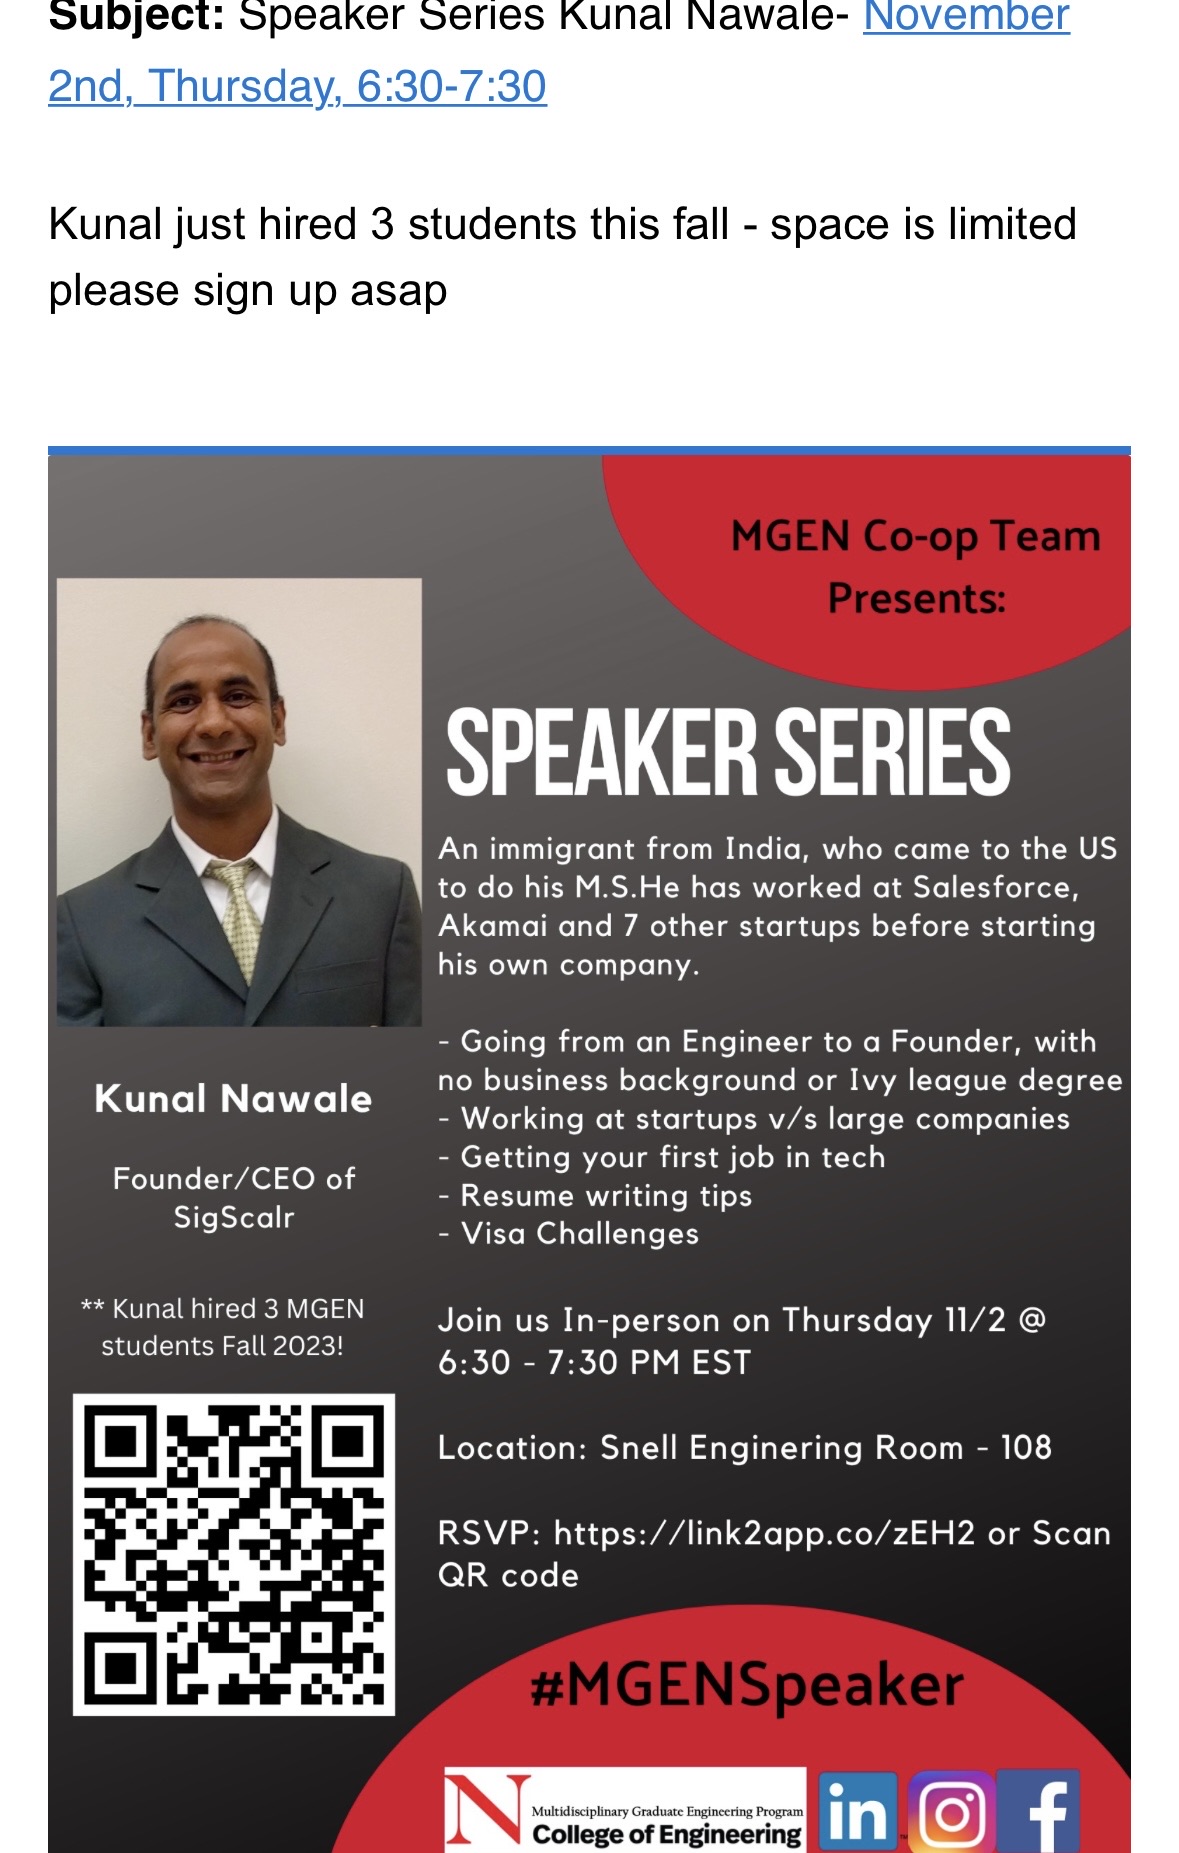 Subject: Speaker Series Kunal Nawale- November
2nd, Thursday, 6:30-7:30
Kunal just hired 3 students this fall - space is limited
please sign up asap
MGEN Co-op Team
Presents:
SPEAKER SERIES
An immigrant from India, who came to the US
to do his M.S.He has worked at Salesforce,
Akamai and 7 other startups before starting
his own company.
- Going from an Engineer to a Founder, with
no business background or Ivy league degree
- Working at startups v/s large companies
- Getting your first job in tech
- Resume writing tips
- Visa Challenges
Kunal Nawale
Founder/CEO of
SigScalr
** Kunal hired 3 MGEN
students Fall 2023!
Join us In-person on Thursday 11/2 @
6:30 - 7:30 PM EST
Location: Snell Enginering Room - 108
RSVP: https://link2app.co/zEH2 or Scan
QR code
#MGENSpeaker
N
Multidisciplinary Graduate Engineering Program
College of Engineering
in
f